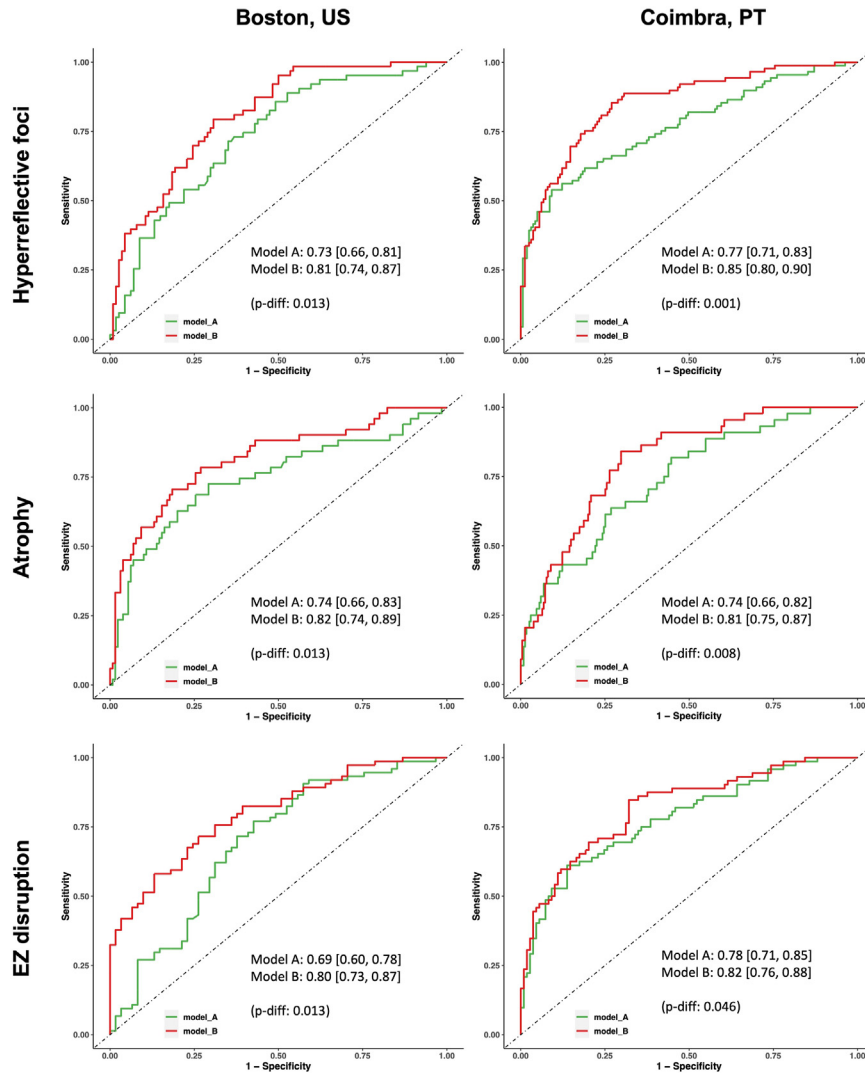 Boston, US
Coimbra, PT
Hyperreflective foci
1.00
0.75
0.50
0.25
0.00
Sensitivity
Model A: 0.73 [0.66, 0.81]
Model B: 0.81 [0.74, 0.87]
(p-diff: 0.013)
model_A
model_B
0.00 0.25 0.50 0.75 1.00
1 – Specificity
1.00
0.75
0.50
0.25
0.00
Sensitivity
Model A: 0.77 [0.71, 0.83]
Model B: 0.85 [0.80, 0.90]
(p-diff: 0.001)
model_A
model_B
0.00 0.25 0.50 0.75 1.00
1 – Specificity
Atrophy
1.00
0.75
0.50
0.25
0.00
Sensitivity
Model A: 0.74 [0.66, 0.83]
Model B: 0.82 [0.74, 0.89]
(p-diff: 0.013)
model_A
model_B
0.00 0.25 0.50 0.75 1.00
1 – Specificity
1.00
0.75
0.50
0.25
0.00
Sensitivity
Model A: 0.74 [0.66, 0.82]
Model B: 0.81 [0.75, 0.87]
(p-diff: 0.008)
model_A
model_B
0.00 0.25 0.50 0.75 1.00
1 – Specificity
EZ disruption
1.00
0.75
0.50
0.25
0.00
Sensitivity
Model A: 0.69 [0.60, 0.78]
Model B: 0.80 [0.73, 0.87]
(p-diff: 0.013)
model_A
model_B
0.00 0.25 0.50 0.75 1.00
1 – Specificity
1.00
0.75
0.50
0.25
0.00
Sensitivity
Model A: 0.78 [0.71, 0.85]
Model B: 0.82 [0.76, 0.88]
(p-diff: 0.046)
model_A
model_B
0.00 0.25 0.50 0.75 1.00
1 – Specificity